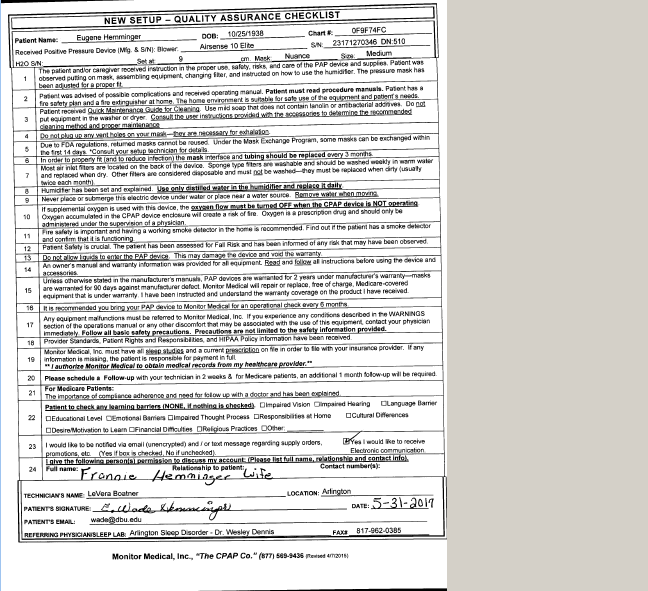 NEW SETUP – QUALITY ASSURANCE CHECKLIST
Patient Name: Eugene Hemminger DOB: 10/25/1938 Chart #: 0F9F74FC
Received Positive Pressure Device (Mfg. & S/N): Blower: Airsense 10 Elite S/N: 23171270346 DN:510
H2O S/N: Set at: 9 cm. Mask: Nuance Size: Medium
1 The patient and/or caregiver received instruction in the proper use, safety, risks, and care of the PAP device and supplies. Patient was
observed putting on mask, assembling equipment, changing filter, and instructed on how to use the humidifier. The pressure mask has
been adjusted for a proper fit.
2 Patient was advised of possible complications and received operating manual. Patient must read procedure manuals. Patient has a
fire safety plan and a fire extinguisher at home. The home environment is suitable for safe use of the equipment and patient's needs.
3 Patient received Quick Maintenance Guide for Cleaning. Use mild soap that does not contain lanolin or antibacterial additives. Do not
put equipment in the washer or dryer. Consult the user instructions provided with the accessories to determine the recommended
cleaning method and proper maintenance
4 Do not plug up any vent holes on your mask—they are necessary for exhalation.
5 Due to FDA regulations, returned masks cannot be reused. Under the Mask Exchange Program, some masks can be exchanged within
the first 14 days. *Consult your setup technician for details.
6 In order to properly fit (and to reduce infection) the mask interface and tubing should be replaced every 3 months.
7 Most air inlet filters are located on the back of the device. Sponge type filters are washable and should be washed weekly in warm water
and replaced when dry. Other filters are considered disposable and must not be washed—they must be replaced when dirty (usually
twice each month).
8 Humidifier has been set and explained. Use only distilled water in the humidifier and replace it daily.
9 Never place or submerge this electric device under water or place near a water source. Remove water when moving.
10 If supplemental oxygen is used with this device, the oxygen flow must be turned OFF when the CPAP device is NOT operating.
Oxygen accumulated in the CPAP device enclosure will create a risk of fire. Oxygen is a prescription drug and should only be
administered under the supervision of a physician.
11 Fire safety is important and having a working smoke detector in the home is recommended. Find out if the patient has a smoke detector
and confirm that it is functioning
12 Patient Safety is crucial. The patient has been assessed for Fall Risk and has been informed of any risk that may have been observed.
13 Do not allow liquids to enter the PAP device. This may damage the device and void the warranty.
14 An owner's manual and warranty information was provided for all equipment. Read and follow all instructions before using the device and
accessories.
15 Unless otherwise stated in the manufacturer's manuals, PAP devices are warranted for 2 years under manufacturer's warranty—masks
are warranted for 90 days against manufacturer defect. Monitor Medical will repair or replace, free of charge, Medicare-covered
equipment that is under warranty. I have been instructed and understand the warranty coverage on the product I have received.
16 It is recommended you bring your PAP device to Monitor Medical for an operational check every 6 months.
17 Any equipment malfunctions must be referred to Monitor Medical, Inc. If you experience any conditions described in the WARNINGS
section of the operations manual or any other discomfort that may be associated with the use of this equipment, contact your physician
immediately. Follow all basic safety precautions. Precautions are not limited to the safety information provided.
18 Provider Standards, Patient Rights and Responsibilities, and HIPAA Policy information have been received.
19 Monitor Medical, Inc. must have all sleep studies and a current prescription on file in order to file with your insurance provider. If any
information is missing, the patient is responsible for payment in full.
** I authorize Monitor Medical to obtain medical records from my healthcare provider.**
20 Please schedule a Follow-up with your technician in 2 weeks & for Medicare patients, an additional 1 month follow-up will be required.
21 For Medicare Patients:
The importance of compliance adherence and need for follow up with a doctor and has been explained.
22 Patient to check any learning barriers (NONE, if nothing is checked). ☐Impaired Vision ☐Impaired Hearing ☐Language Barrier
☐Educational Level ☐Emotional Barriers ☐Impaired Thought Process ☐Responsibilities at Home ☐Cultural Differences
☐Desire/Motivation to Learn ☐Financial Difficulties ☐Religious Practices ☐Other:
23 I would like to be notified via email (unencrypted) and / or text message regarding supply orders,
promotions, etc. (Yes if box is checked, No if unchecked). ☑Yes I would like to receive
Electronic communication.
24 I give the following person(s) permission to discuss my account: (Please list full name, relationship and contact info).
Full name: Relationship to patient: Contact number(s):
Frannie Hemminger Wife
TECHNICIAN'S NAME: LeVera Boatner LOCATION: Arlington
PATIENT'S SIGNATURE: E. Wade Hemminger DATE: 5-31-2017
PATIENT'S EMAIL: wade@dbu.edu
REFERRING PHYSICIAN/SLEEP LAB: Arlington Sleep Disorder - Dr. Wesley Dennis FAX# 817-962-0385
Monitor Medical, Inc., "The CPAP Co." (877) 569-9436 (Revised 4/7/2015)